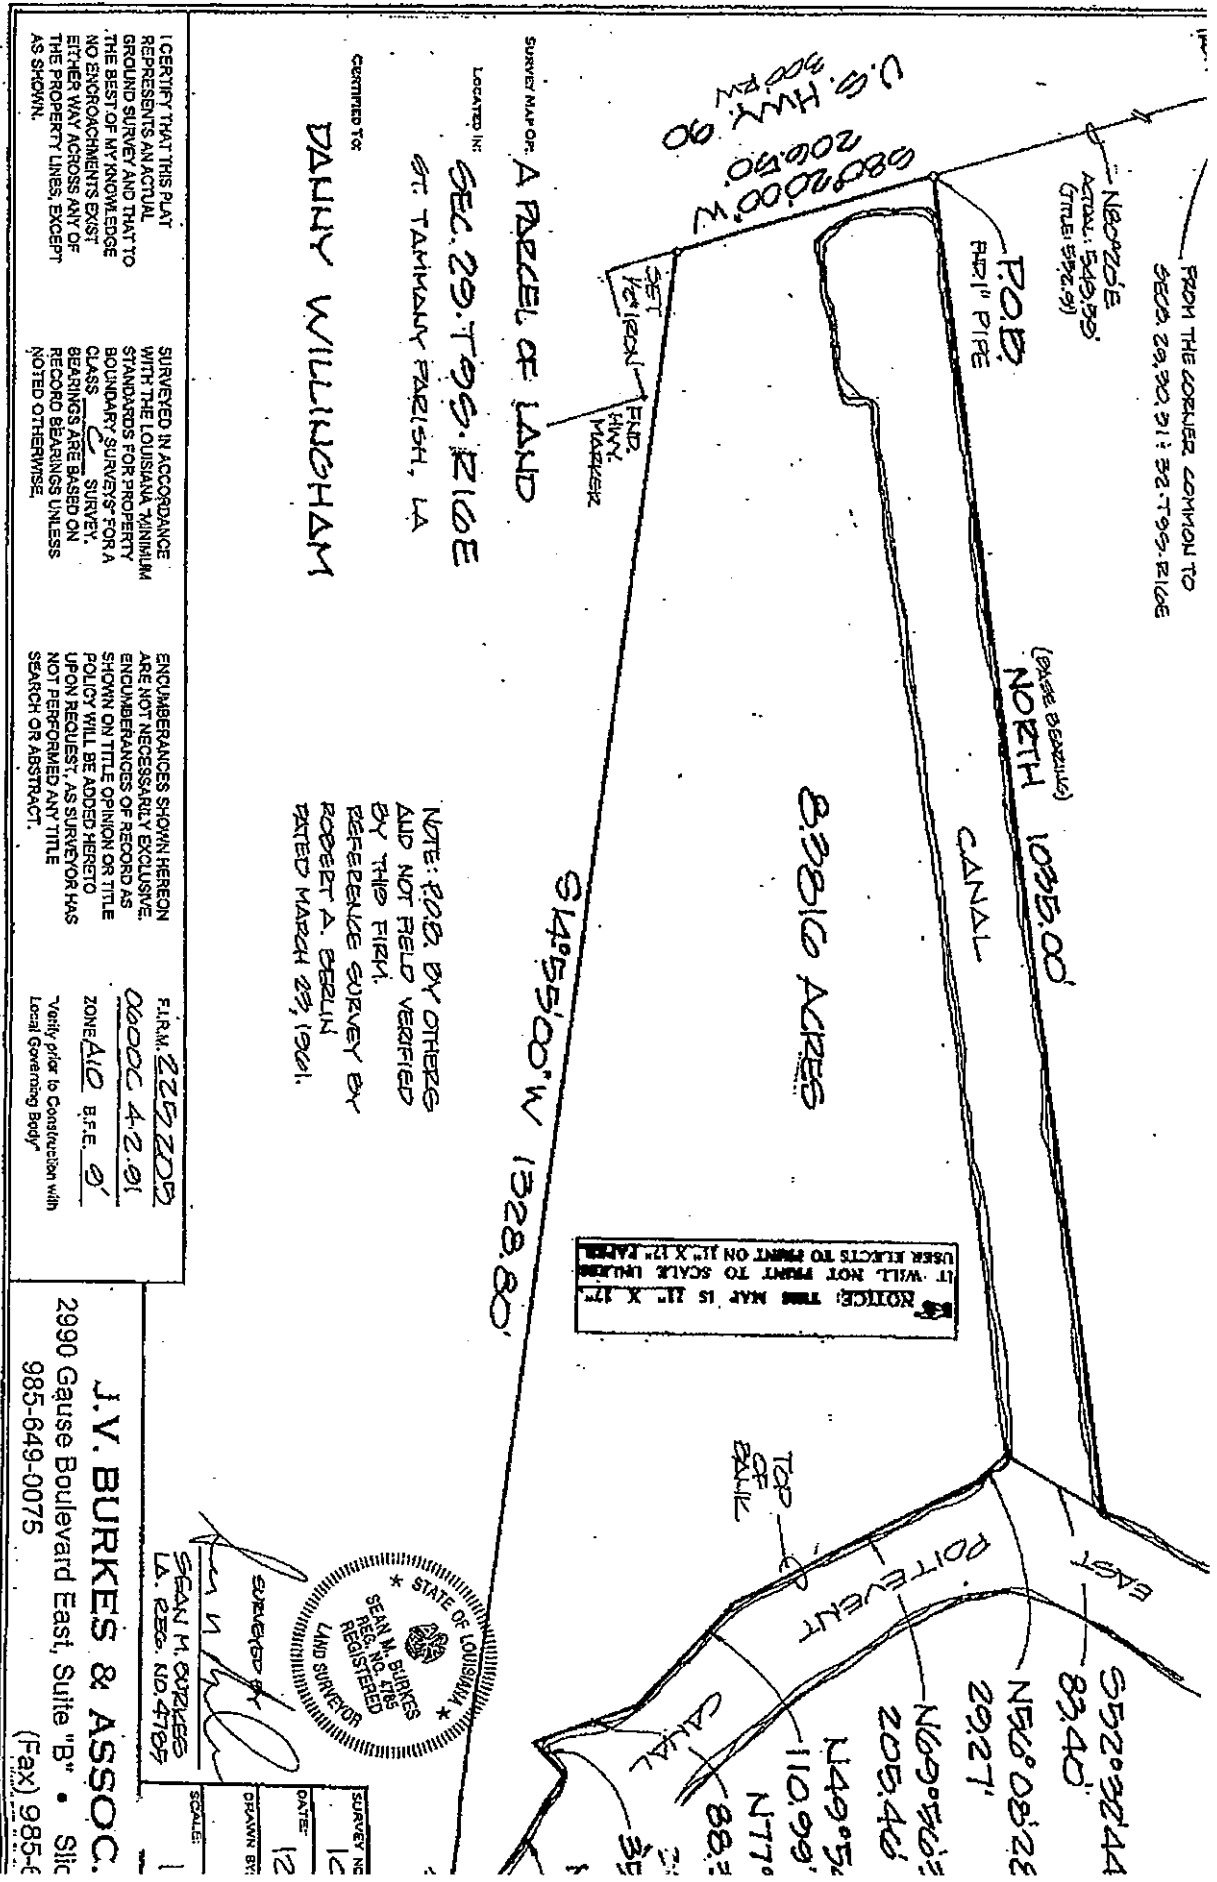 FROM THE CORNER COMMON TO
SECS. 29,30,31 & 32-T9S-R16E
N80°20'E
ACTUAL: 549.99'
P.O.B.
FND 1" PIPE
U.S. HWY. 90
300' R/W
S80°20'00"W
206.50'
SET
1/2" IRON
FND.
HWY.
MARKER
(BASE BEARING)
NORTH 1035.00'
CANAL
8.3816 ACRES
S14°55'00"W 1328.80'
NOTICE: THIS MAP IS 11" X 17".
IT WILL NOT PRINT TO SCALE UNLESS
USER ELECTS TO PRINT ON 11" X 17" PAPER
TOP
OF
BANK
EAST
POITEVENT
CANAL
S52°32'44
83.40'
N56°08'28
29.27'
N69°56'3
205.46'
N49°54
110.99'
N77°
88.3
35
SURVEY MAP OF: A PARCEL OF LAND
LOCATED IN: SEC. 29-T9S-R16E
ST. TAMMANY PARISH, LA
CERTIFIED TO:
DANNY WILLINGHAM
NOTE: P.O.B. BY OTHERS
AND NOT FIELD VERIFIED
BY THIS FIRM.
REFERENCE SURVEY BY
ROBERT A. BERLIN
DATED MARCH 23, 1961.
I CERTIFY THAT THIS PLAT
REPRESENTS AN ACTUAL
GROUND SURVEY AND THAT TO
THE BEST OF MY KNOWLEDGE
NO ENCROACHMENTS EXIST
EITHER WAY ACROSS ANY OF
THE PROPERTY LINES, EXCEPT
AS SHOWN.
SURVEYED IN ACCORDANCE
WITH THE LOUISIANA "MINIMUM
STANDARDS FOR PROPERTY
BOUNDARY SURVEYS" FOR A
CLASS C SURVEY.
BEARINGS ARE BASED ON
RECORD BEARINGS UNLESS
NOTED OTHERWISE.
ENCUMBERANCES SHOWN HEREON
ARE NOT NECESSARILY EXCLUSIVE.
ENCUMBERANCES OF RECORD AS
SHOWN ON TITLE OPINION OR TITLE
POLICY WILL BE ADDED HERETO
UPON REQUEST, AS SURVEYOR HAS
NOT PERFORMED ANY TITLE
SEARCH OR ABSTRACT.
F.I.R.M. 225205
0600C 4.2.91
ZONE A10 B.F.E. 9'
"Verify prior to Construction with
Local Governing Body"
STATE OF LOUISIANA
SEAN M. BURKES
REG. NO. 4785
REGISTERED
LAND SURVEYOR
SURVEYED BY
SEAN M. BURKES
LA. REG. NO. 4785
J.V. BURKES & ASSOC.
2990 Gause Boulevard East, Suite "B" • Slic
985-649-0075 (Fax) 985-6
SURVEY NO
DATE: 12
DRAWN BY:
SCALE: 1